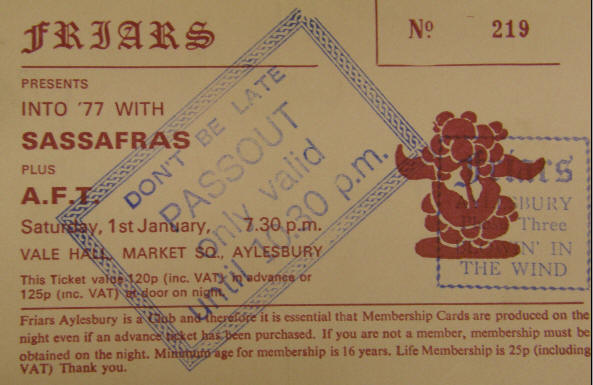 FRIARS
Nº 219
PRESENTS
INTO '77 WITH
SASSAFRAS
PLUS
A.F.T.
Saturday, 1st January, 7.30 p.m.
VALE HALL, MARKET SQ., AYLESBURY
This Ticket value 120p (inc. VAT) in advance or
125p (inc. VAT) at door on night.
Friars Aylesbury is a Club and therefore it is essential that Membership Cards are produced on the
night even if an advance ticket has been purchased. If you are not a member, membership must be
obtained on the night. Minimum age for membership is 16 years. Life Membership is 25p (including
VAT) Thank you.
DON'T BE LATE
PASSOUT
only valid
until 10.30 p.m.
Friars
AYLESBURY
Phase Three
BLOWIN' IN
THE WIND